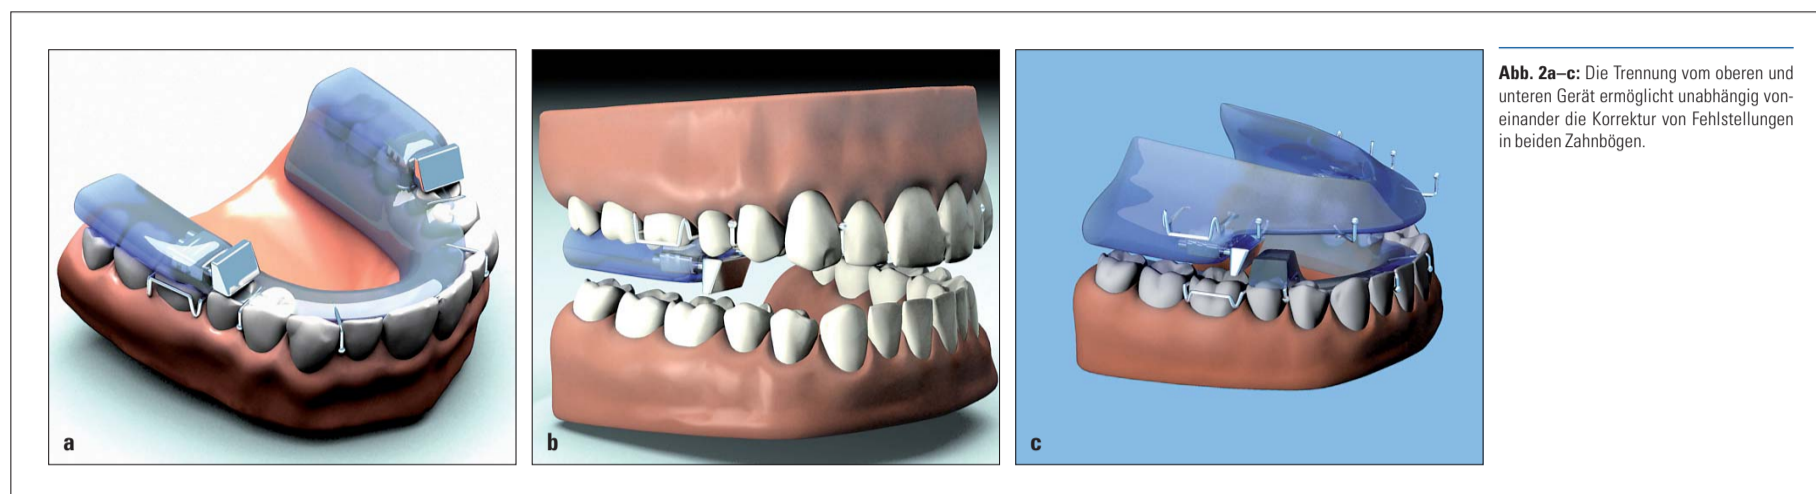 a
b
c
Abb. 2a–c: Die Trennung vom oberen und
unteren Gerät ermöglicht unabhängig von-
einander die Korrektur von Fehlstellungen
in beiden Zahnbögen.